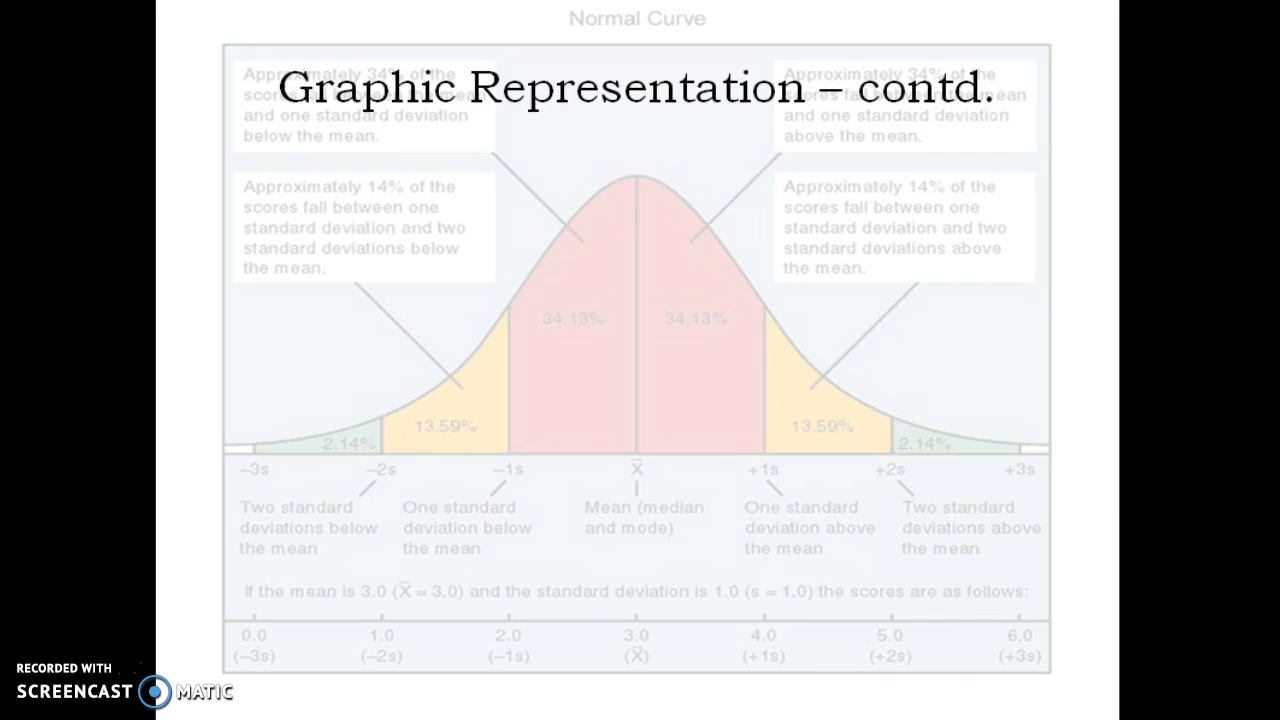 Normal Curve
Graphic Representation – contd.
Approximately 34% of the
and one standard deviation
below the mean.
Approximately 34% of the
scores fall between the mean
and one standard deviation
above the mean.
Approximately 14% of the
scores fall between one
standard deviation and two
standard deviations below
the mean.
Approximately 14% of the
scores fall between one
standard deviation and two
standard deviations above
the mean.
34.13% 34.13%
13.59% 13.59%
2.14% 2.14%
–3s –2s –1s X̅ +1s +2s +3s
Two standard
deviations below
the mean
One standard
deviation below
the mean
Mean (median
and mode)
One standard
deviation above
the mean
Two standard
deviations above
the mean
If the mean is 3.0 (X̅ = 3.0) and the standard deviation is 1.0 (s = 1.0) the scores are as follows:
0.0 1.0 2.0 3.0 4.0 5.0 6.0
(–3s) (–2s) (–1s) (X̅) (+1s) (+2s) (+3s)
RECORDED WITH
SCREENCAST MATIC